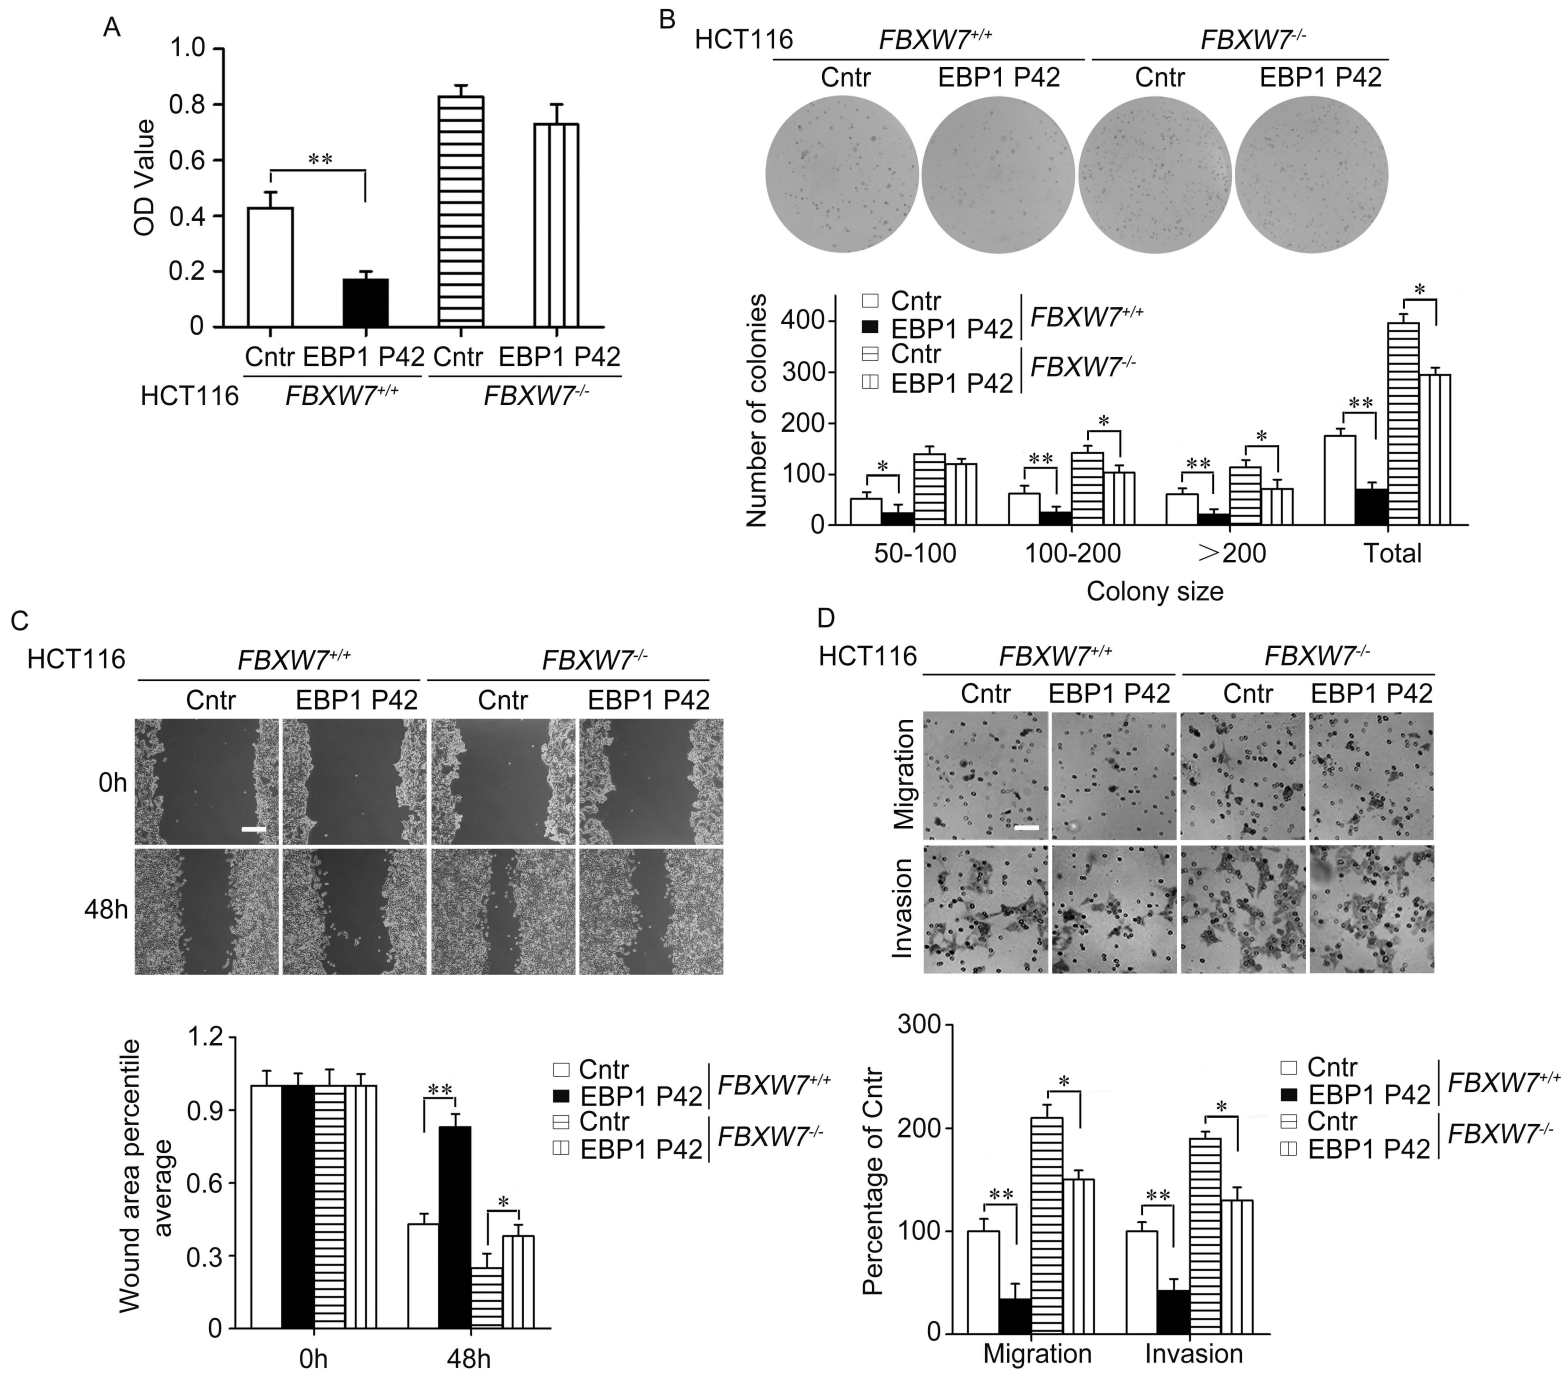 A
1.0
0.8
0.6
0.4
0.2
0
OD Value
**
Cntr EBP1 P42 Cntr EBP1 P42
HCT116 FBXW7+/+ FBXW7-/-
B
HCT116 FBXW7+/+ FBXW7-/-
Cntr EBP1 P42 Cntr EBP1 P42
Number of colonies
400
300
200
100
0
Cntr
EBP1 P42
FBXW7+/+
Cntr
EBP1 P42
FBXW7-/-
*
**
*
**
*
**
*
50-100 100-200 >200 Total
Colony size
C
HCT116 FBXW7+/+ FBXW7-/-
Cntr EBP1 P42 Cntr EBP1 P42
0h
48h
Wound area percentile
average
1.2
0.9
0.6
0.3
0
**
*
0h 48h
Cntr
EBP1 P42
FBXW7+/+
Cntr
EBP1 P42
FBXW7-/-
D
HCT116 FBXW7+/+ FBXW7-/-
Cntr EBP1 P42 Cntr EBP1 P42
Migration
Invasion
Percentage of Cntr
300
200
100
0
**
*
**
*
Migration Invasion
Cntr
EBP1 P42
FBXW7+/+
Cntr
EBP1 P42
FBXW7-/-